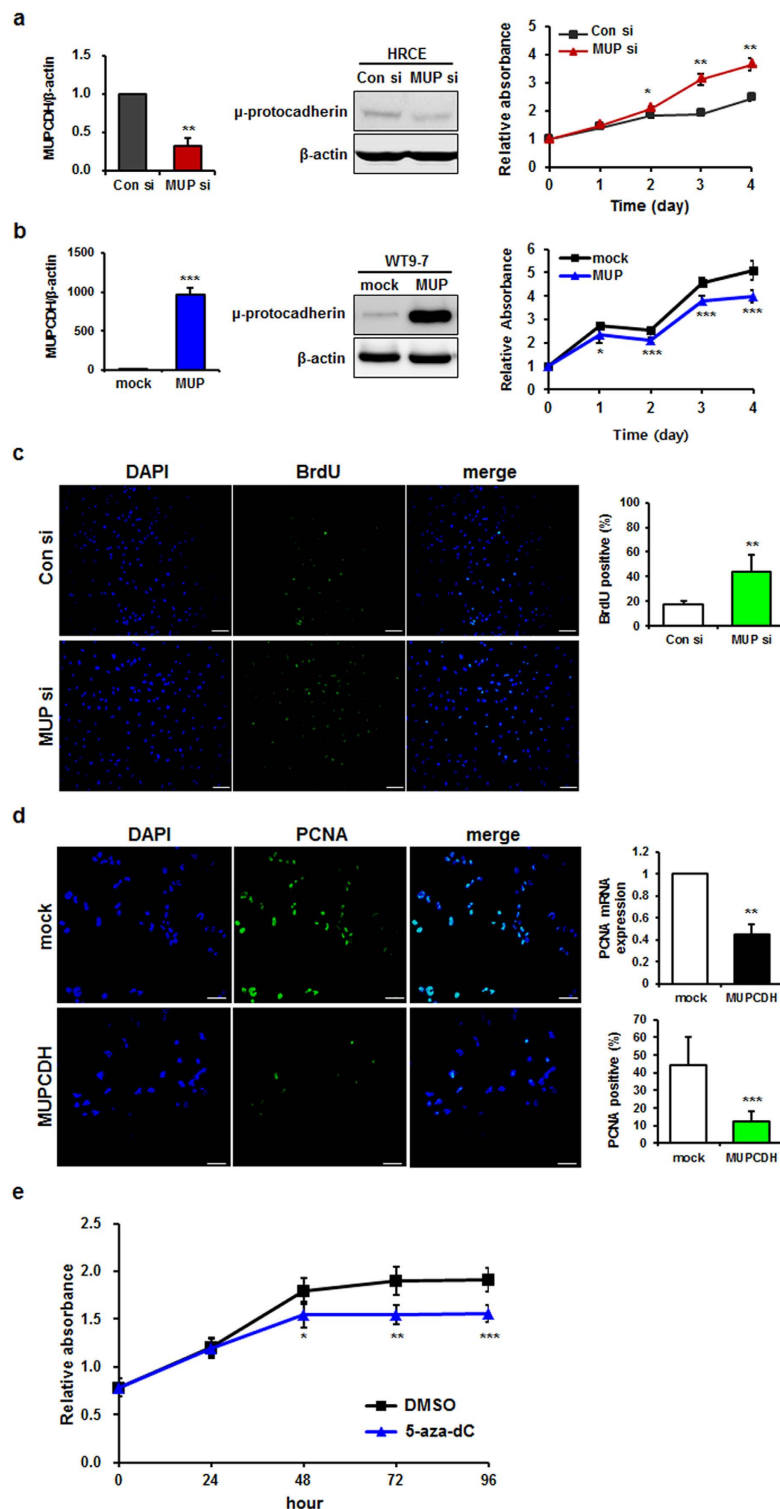 a
MUPCDH/β-actin
1.5
1.0
0.5
0.0
**
Con si
MUP si
HRCE
Con si MUP si
μ-protocadherin
β-actin
Relative absorbance
5
4
3
2
1
0
Con si
MUP si
*
**
**
0 1 2 3 4
Time (day)
b
MUPCDH/β-actin
1500
1000
500
0
***
mock
MUP
WT9-7
mock MUP
μ-protocadherin
β-actin
Relative Absorbance
6
5
4
3
2
1
0
mock
MUP
*
***
***
***
0 1 2 3 4
Time (day)
c
DAPI BrdU merge
Con si
MUP si
BrdU positive (%)
100
80
60
40
20
0
**
Con si MUP si
d
DAPI PCNA merge
mock
MUPCDH
PCNA mRNA
expression
1.2
1
0.8
0.6
0.4
0.2
0
**
mock MUPCDH
PCNA positive (%)
70
60
50
40
30
20
10
0
***
mock MUPCDH
e
Relative absorbance
2.5
2.0
1.5
1.0
0.5
0.0
*
**
***
DMSO
5-aza-dC
0 24 48 72 96
hour